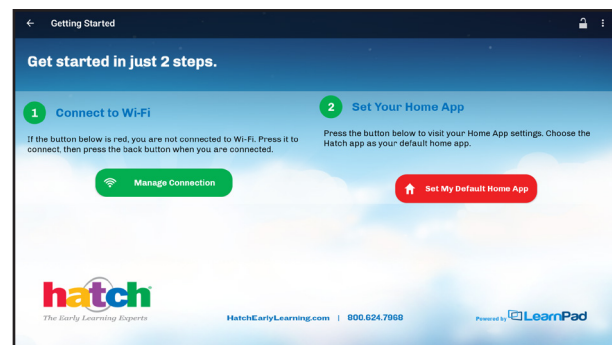 Getting Started
Get started in just 2 steps.
1 Connect to Wi-Fi
If the button below is red, you are not connected to Wi-Fi. Press it to
connect, then press the back button when you are connected.
Manage Connection
2 Set Your Home App
Press the button below to visit your Home App settings. Choose the
Hatch app as your default home app.
Set My Default Home App
hatch
The Early Learning Experts
HatchEarlyLearning.com | 800.624.7968
Powered by LearnPad